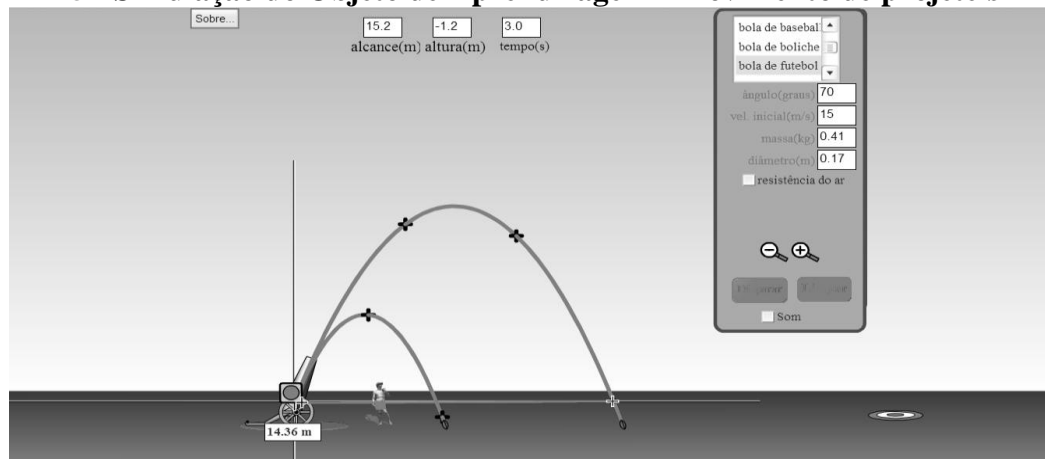 Sobre...
15.2 -1.2 3.0
alcance(m) altura(m) tempo(s)
bola de baseball
bola de boliche
bola de futebol
ângulo(graus) 70
vel. inicial(m/s) 15
massa(kg) 0.41
diâmetro(m) 0.17
resistência do ar
Som
14.36 m